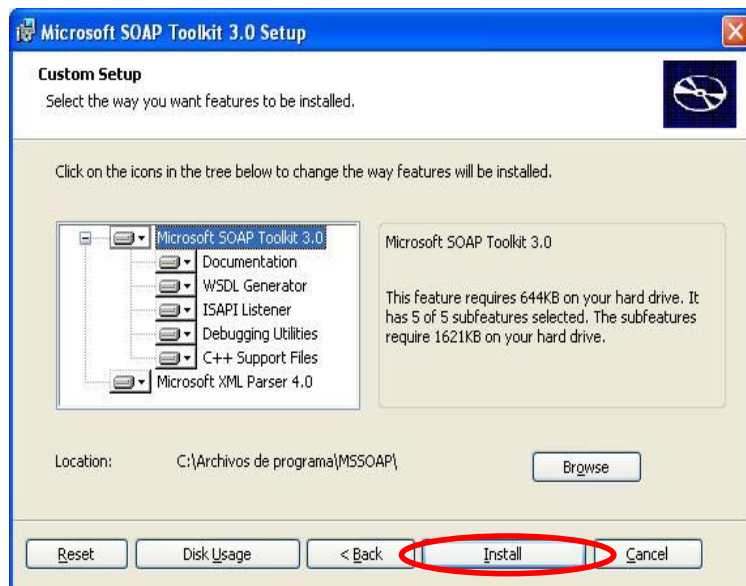 Microsoft SOAP Toolkit 3.0 Setup
Custom Setup
Select the way you want features to be installed.
Click on the icons in the tree below to change the way features will be installed.
Microsoft SOAP Toolkit 3.0
Documentation
WSDL Generator
ISAPI Listener
Debugging Utilities
C++ Support Files
Microsoft XML Parser 4.0
Microsoft SOAP Toolkit 3.0
This feature requires 644KB on your hard drive. It
has 5 of 5 subfeatures selected. The subfeatures
require 1621KB on your hard drive.
Location: C:\Archivos de programa\MSSOAP\
Browse
Reset Disk Usage < Back Install Cancel